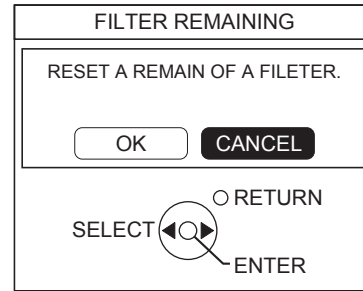 FILTER REMAINING
RESET A REMAIN OF A FILETER.
OK CANCEL
RETURN
SELECT
ENTER